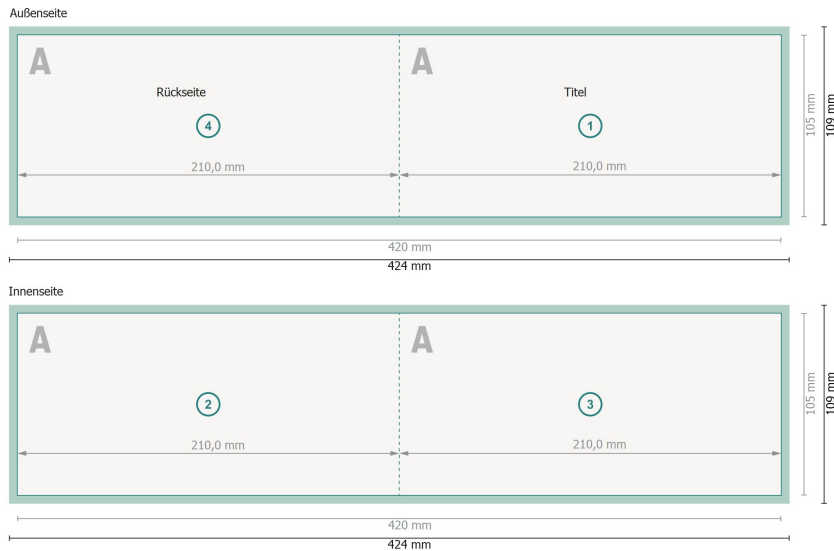 Außenseite
A
A
Rückseite
Titel
4
1
210,0 mm
210,0 mm
105 mm
109 mm
420 mm
424 mm
Innenseite
A
A
2
3
210,0 mm
210,0 mm
105 mm
109 mm
420 mm
424 mm